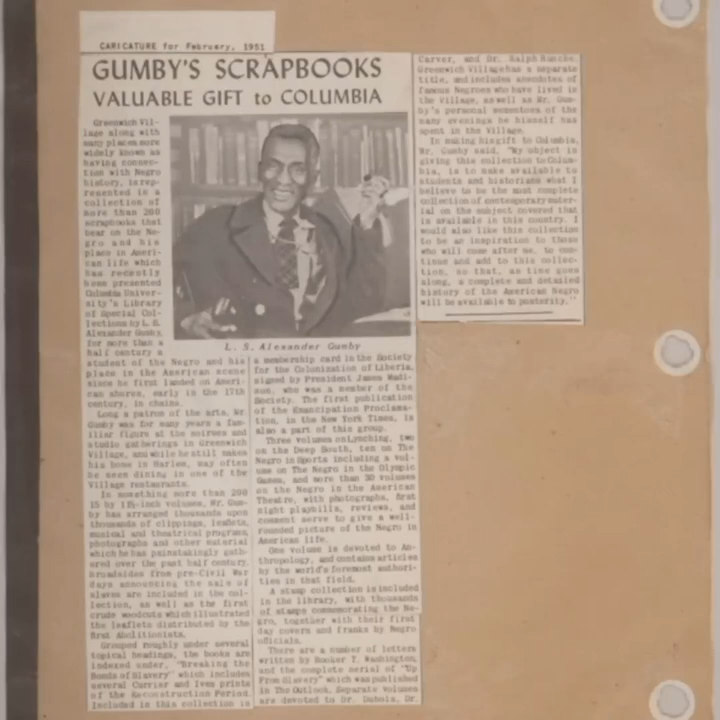 CARICATURE for February, 1951
GUMBY'S SCRAPBOOKS
VALUABLE GIFT to COLUMBIA
Greenwich Vil-
lage along with
many places more
widely known as
having connec-
tion with Negro
history, is rep-
resented in a
collection of
more than 200
scrapbooks that
bear on the Ne-
gro and his
place in Ameri-
can life which
has recently
been presented
Columbia Univer-
sity's Library
of Special Col-
lections by L. S.
Alexander Gumby,
for more than a
half century a
student of the Negro and his
place in the American scene
since he first landed on Ameri-
can shores, early in the 17th
century, in chains.
Long a patron of the arts, Mr.
Gumby was for many years a fam-
iliar figure at the soirees and
studio gatherings in Greenwich
Village, and while he still makes
his home in Harlem, may often
be seen dining in one of the
Village restaurants.
In something more than 200
15 by 1½-inch volumes, Mr. Gum-
by has arranged thousands upon
thousands of clippings, leaflets,
musical and theatrical programs,
photographs and other material
which he has painstakingly gath-
ered over the past half century.
Broadsides from pre-Civil War
days announcing the sale of
slaves are included in the col-
lection, as well as the first
crude woodcuts which illustrated
the leaflets distributed by the
first Abolitionists.
Grouped roughly under several
topical headings, the books are
indexed under, "Breaking the
Bonds of Slavery" which includes
several Currier and Ives prints
of the Reconstruction Period.
Included in this collection is
L. S. Alexander Gumby
a membership card in the Society
for the Colonization of Liberia,
signed by President James Madi-
son, who was a member of the
Society. The first publication
of the Emancipation Proclama-
tion, in the New York Times, is
also a part of this group.
Three volumes on Lynching, two
on the Deep South, ten on The
Negro in Sports including a vol-
ume on The Negro in the Olympic
Games, and more than 30 volumes
on the Negro in the American
Theatre, with photographs, first
night playbills, reviews, and
comment serve to give a well-
rounded picture of the Negro in
American life.
One volume is devoted to An-
thropology, and contains articles
by the world's foremost authori-
ties in that field.
A stamp collection is included
in the library, with thousands
of stamps commemorating the Ne-
gro, together with their first
day covers and franks by Negro
officials.
There are a number of letters
written by Booker T. Washington,
and the complete serial of "Up
From Slavery" which was published
in The Outlook. Separate volumes
are devoted to Dr. DuBois, Dr.
Carver, and Dr. Ralph Bunche.
Greenwich Village has a separate
title, and includes anecdotes of
famous Negroes who have lived in
the Village, as well as Mr. Gum-
by's personal mementoes of the
many evenings he himself has
spent in the Village.
In making his gift to Columbia,
Mr. Gumby said, "My object in
giving this collection to Colum-
bia, is to make available to
students and historians what I
believe to be the most complete
collection of contemporary mater-
ial on the subject covered that
is available in this country. I
would also like this collection
to be an inspiration to those
who will come after me, to con-
tinue and add to this collec-
tion, so that, as time goes
along, a complete and detailed
history of the American Negro
will be available to posterity."